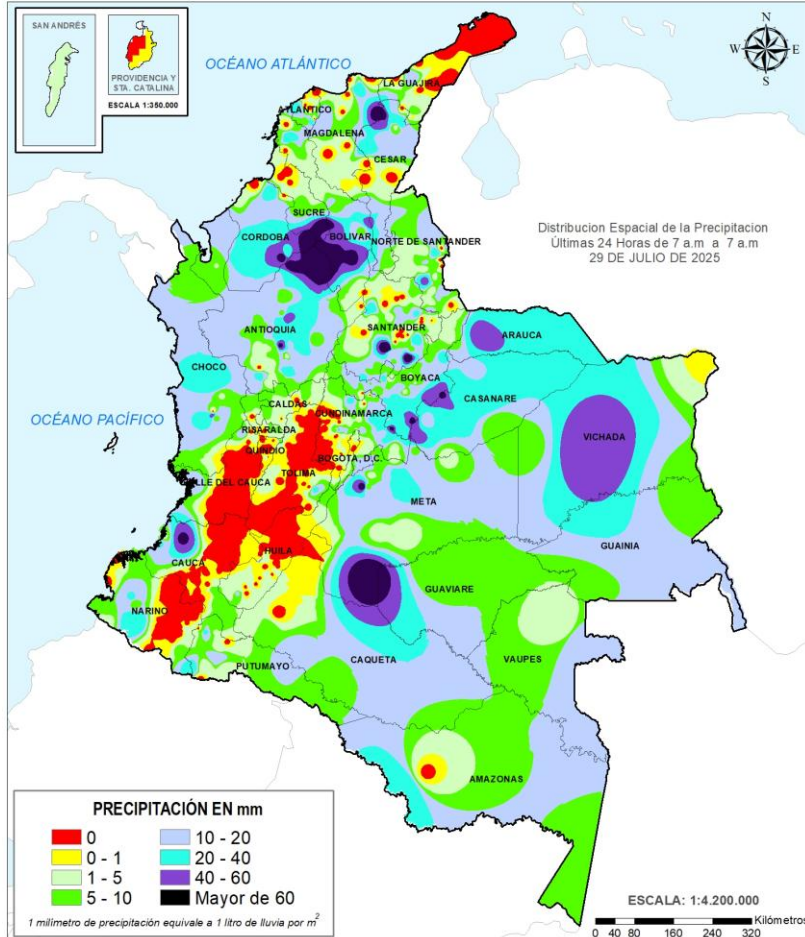 SAN ANDRÉS
PROVIDENCIA Y
STA. CATALINA
ESCALA 1:350.000
OCÉANO ATLÁNTICO
N
W
E
S
LA GUAJIRA
ATLÁNTICO
MAGDALENA
CESAR
SUCRE
CORDOBA
BOLIVAR
NORTE DE SANTANDER
Distribucion Espacial de la Precipitacion
Últimas 24 Horas de 7 a.m a 7 a.m
29 DE JULIO DE 2025
ANTIOQUIA
SANTANDER
ARAUCA
CHOCO
BOYACA
CASANARE
OCÉANO PACÍFICO
CALDAS
CUNDINAMARCA
RISARALDA
VICHADA
QUINDIO
BOGOTA, D.C.
TOLIMA
VALLE DEL CAUCA
META
GUAINIA
HUILA
CAUCA
GUAVIARE
NARIÑO
CAQUETA
VAUPES
PUTUMAYO
AMAZONAS
PRECIPITACIÓN EN mm
0
10 - 20
0 - 1
20 - 40
1 - 5
40 - 60
5 - 10
Mayor de 60
1 milímetro de precipitación equivale a 1 litro de lluvia por m²
ESCALA: 1:4.200.000
Kilómetros
0 40 80 160 240 320